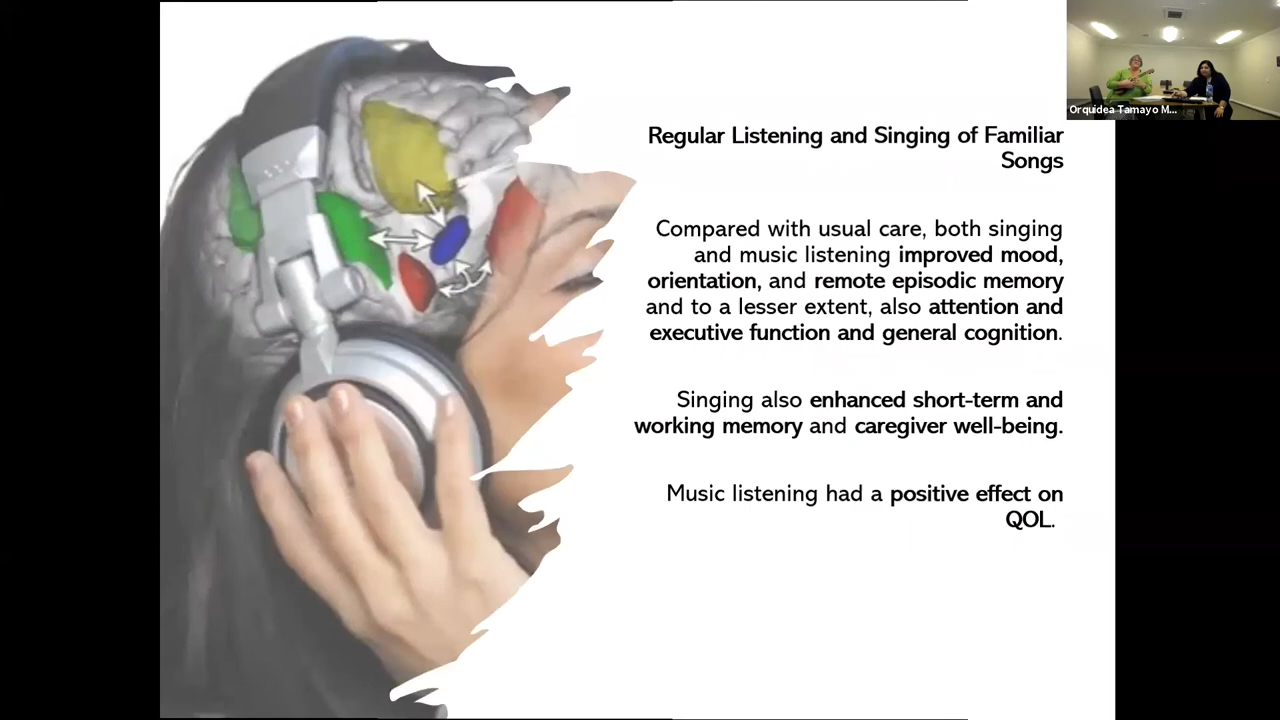 Orquidea Tamayo M...
Regular Listening and Singing of Familiar
Songs
Compared with usual care, both singing
and music listening improved mood,
orientation, and remote episodic memory
and to a lesser extent, also attention and
executive function and general cognition.
Singing also enhanced short-term and
working memory and caregiver well-being.
Music listening had a positive effect on
QOL.